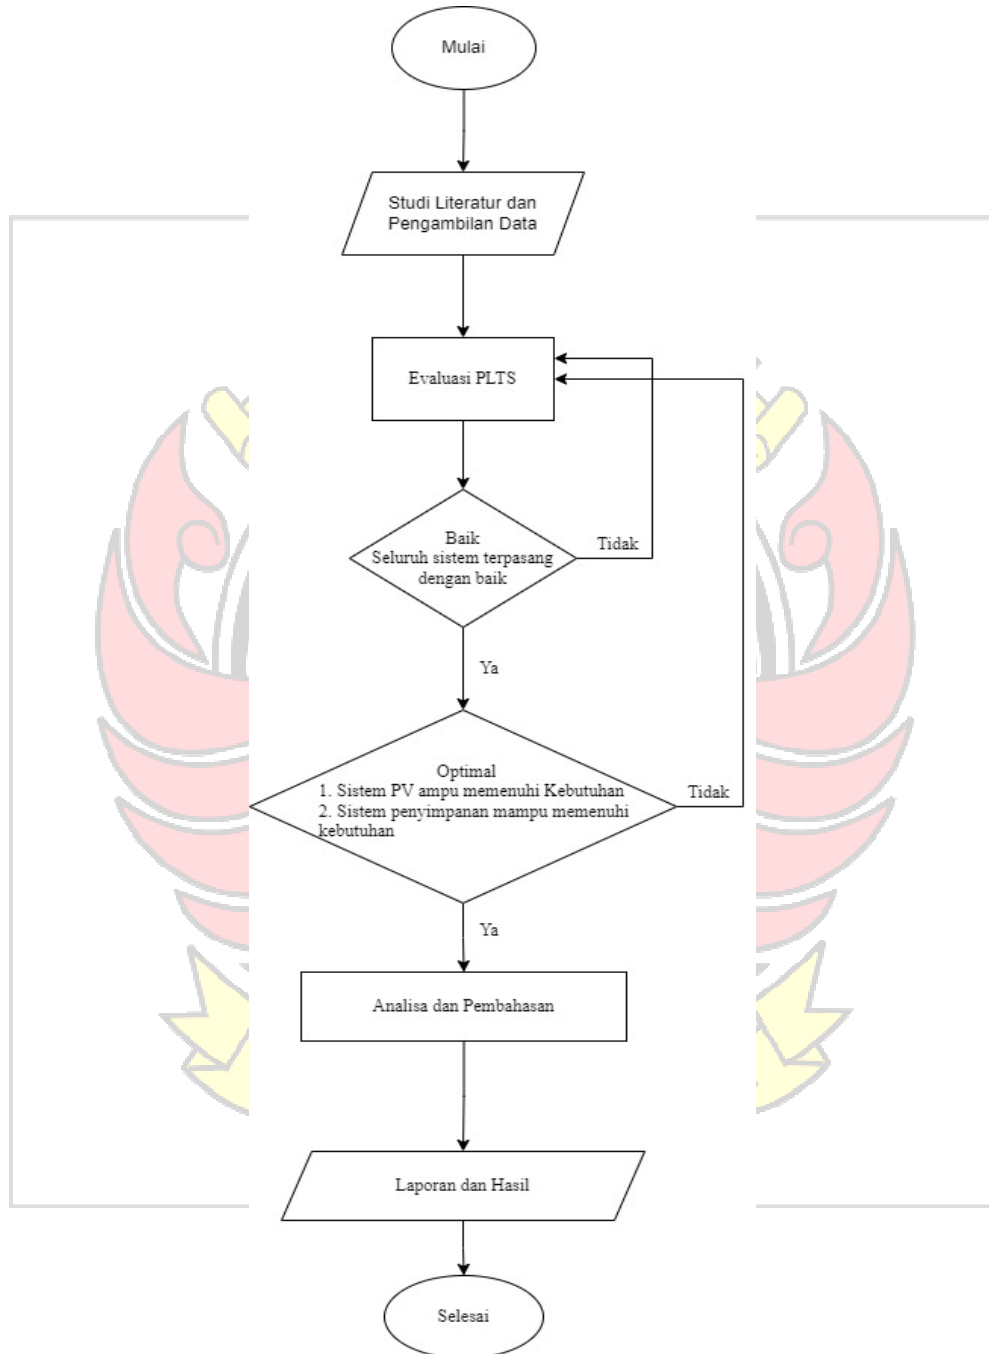 Mulai
Studi Literatur dan
Pengambilan Data
Evaluasi PLTS
Baik
Seluruh sistem terpasang
dengan baik
Tidak
Ya
Optimal
1. Sistem PV ampu memenuhi Kebutuhan
2. Sistem penyimpanan mampu memenuhi
kebutuhan
Tidak
Ya
Analisa dan Pembahasan
Laporan dan Hasil
Selesai